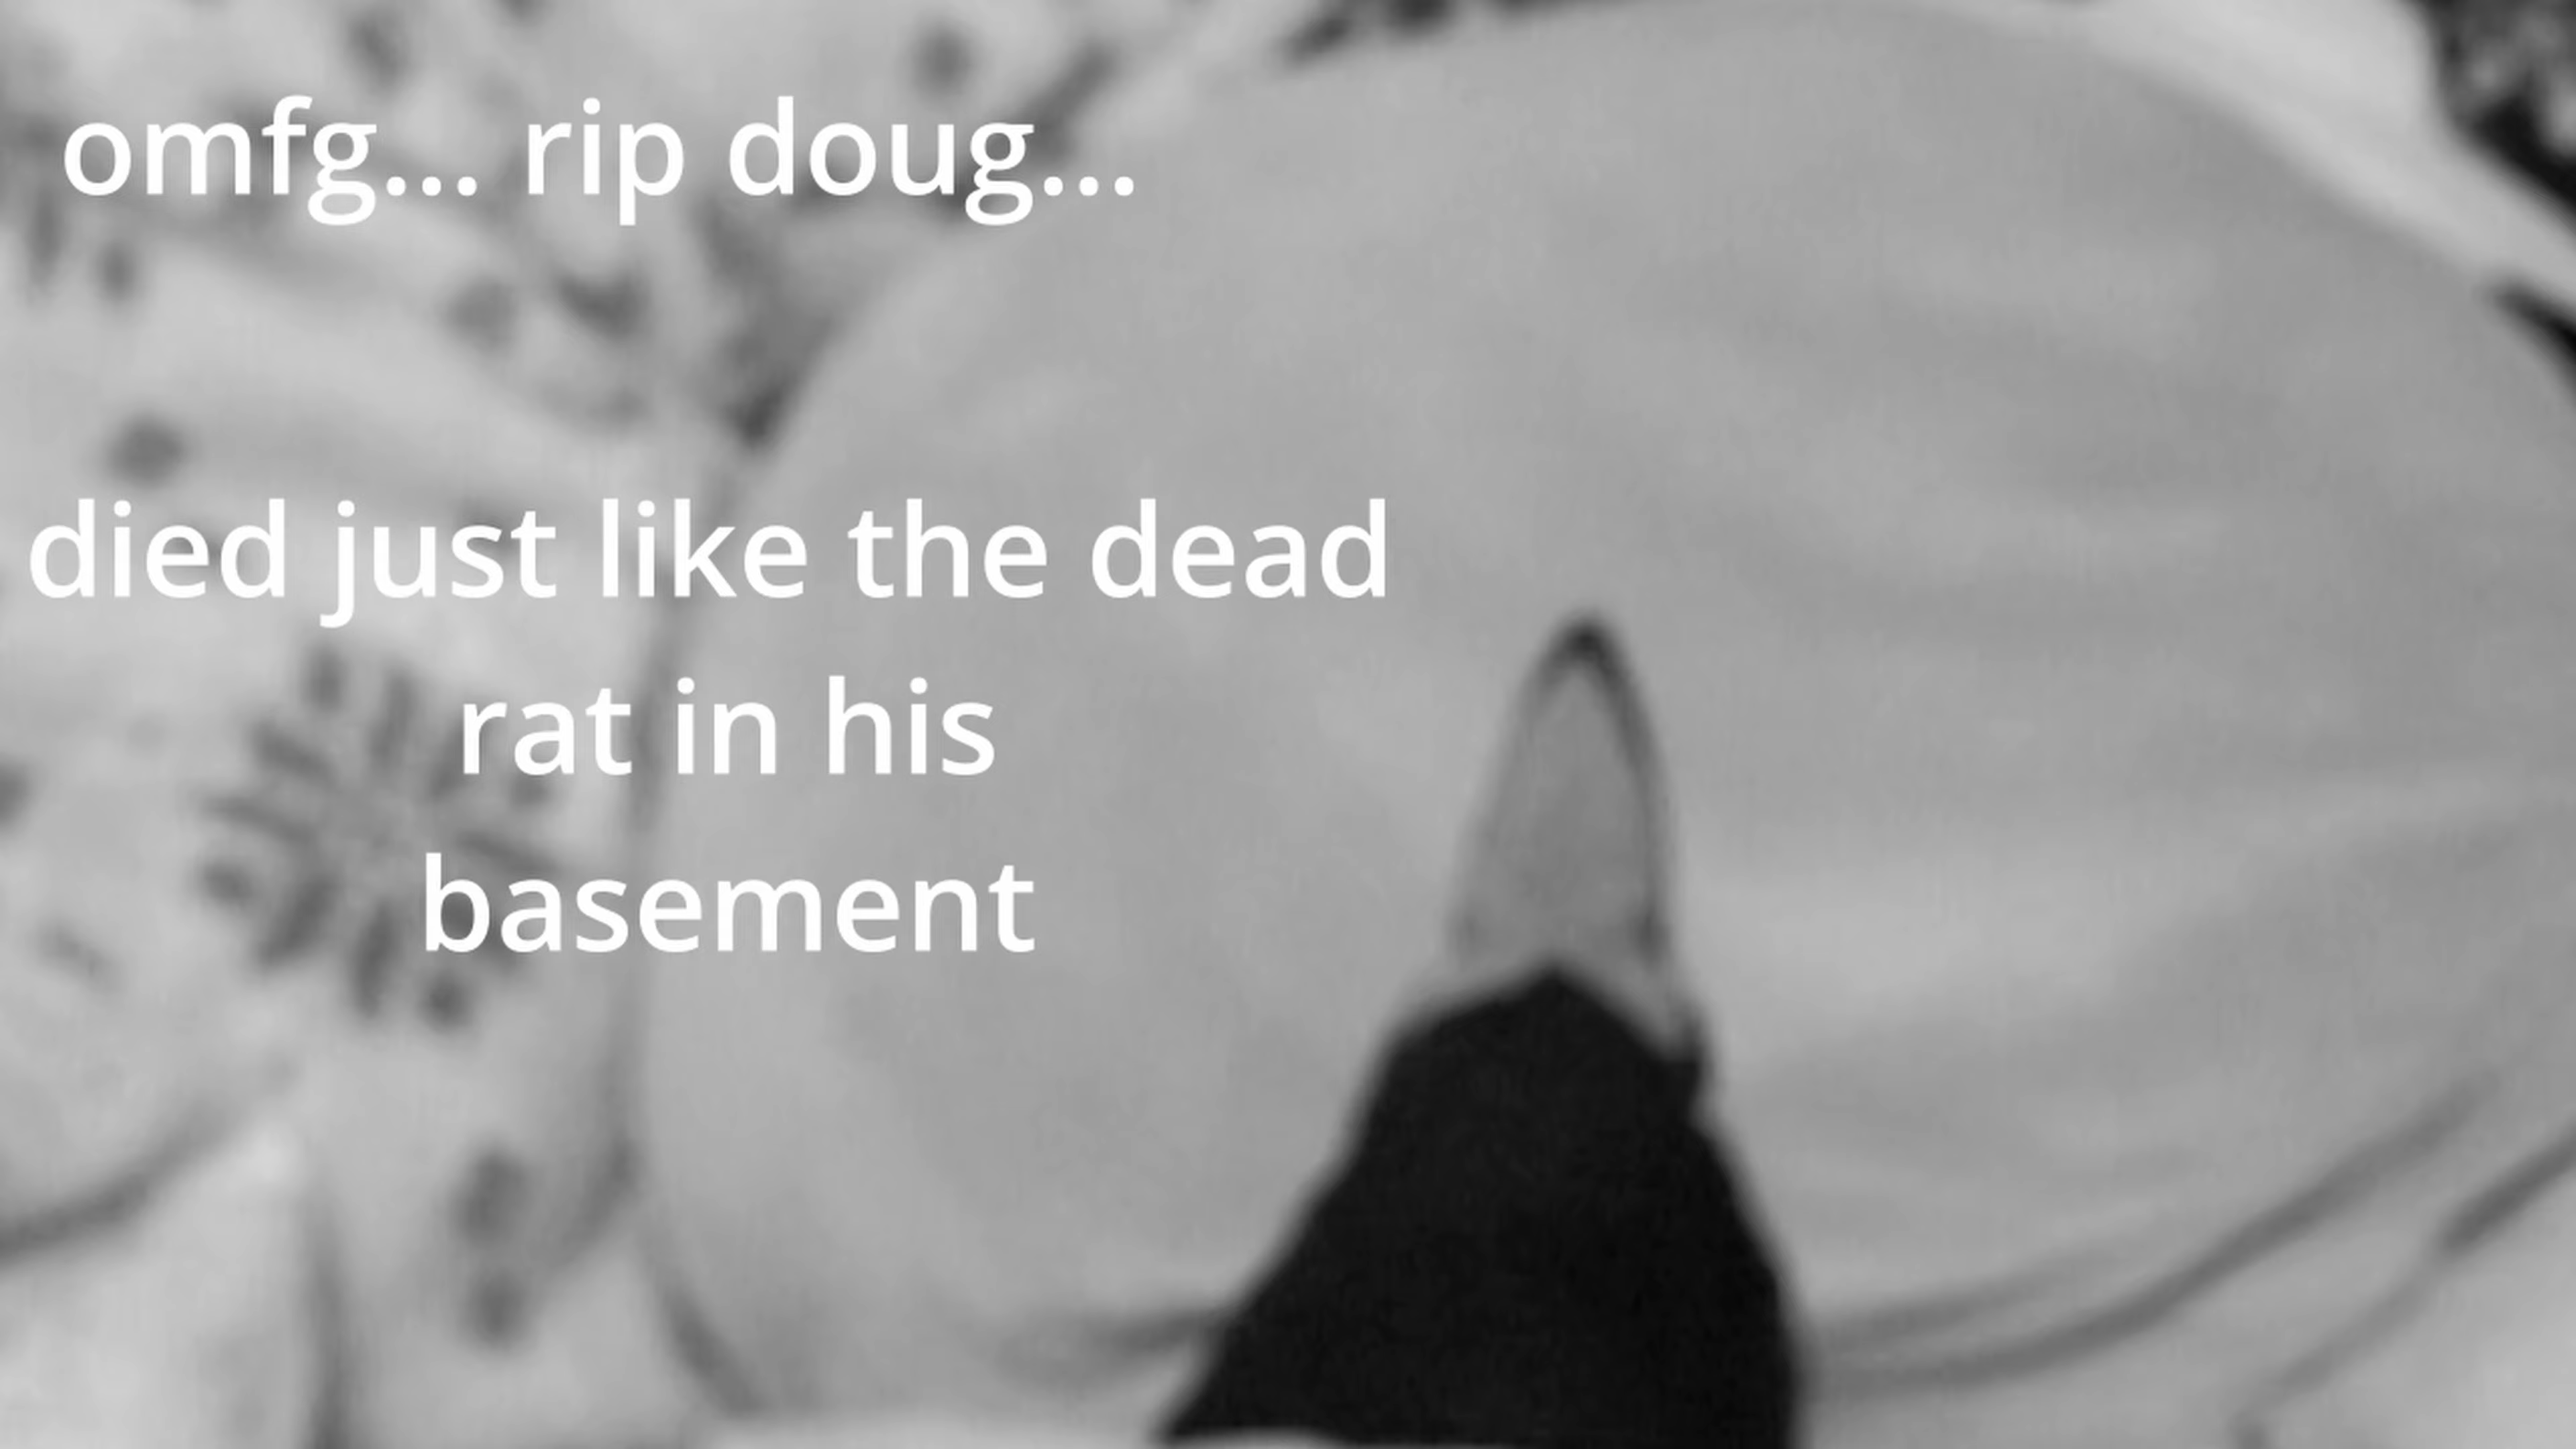 omfg... rip doug...
died just like the dead
rat in his
basement